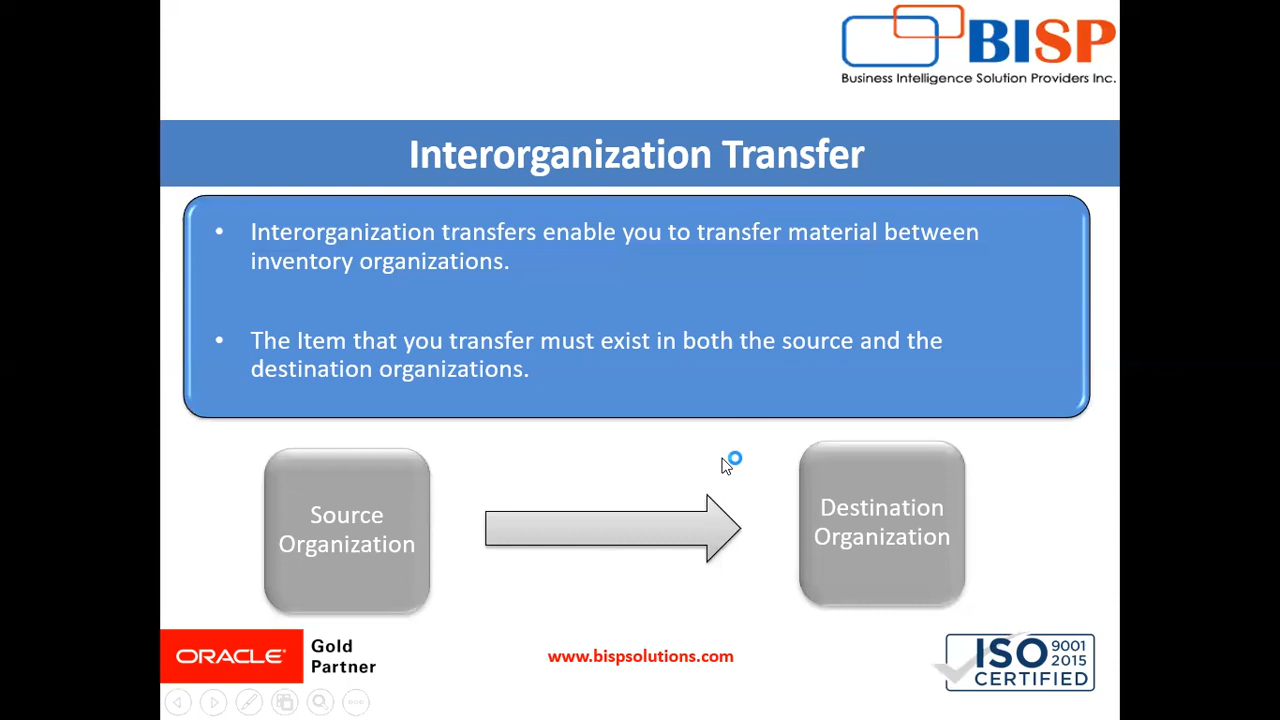 BISP
Business Intelligence Solution Providers Inc.
Interorganization Transfer
• Interorganization transfers enable you to transfer material between
inventory organizations.
• The Item that you transfer must exist in both the source and the
destination organizations.
Source
Organization
Destination
Organization
ORACLE
Gold
Partner
www.bispsolutions.com
ISO 9001
2015
CERTIFIED